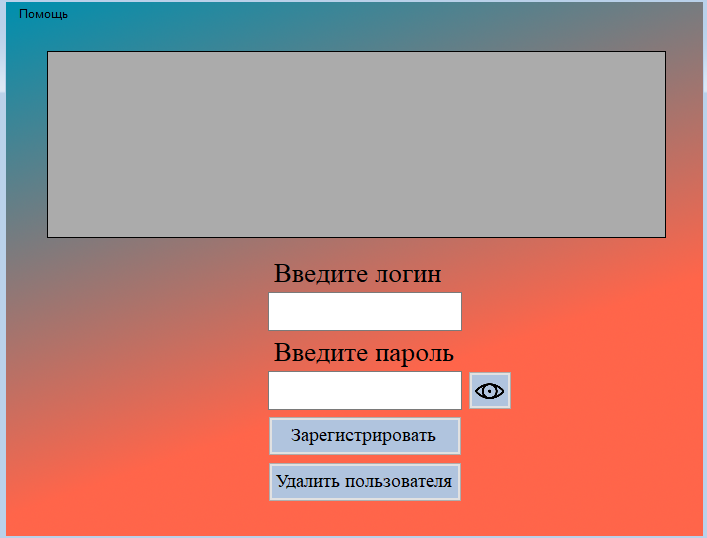 Помощь
Введите логин
Введите пароль
Зарегистрировать
Удалить пользователя